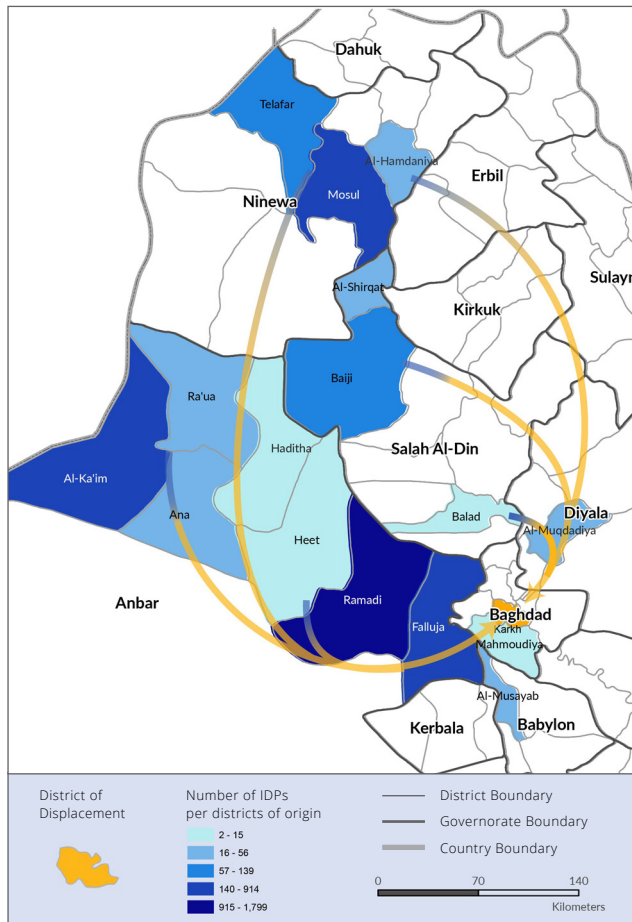 Dahuk
Telafar
Al-Hamdaniya
Erbil
Mosul
Ninewa
Sulayn
Al-Shirqat
Kirkuk
Baiji
Ra'ua
Haditha
Salah Al-Din
Al-Ka'im
Ana
Balad
Diyala
Al-Muqdadiya
Heet
Anbar
Ramadi
Falluja
Baghdad
Karkh
Mahmoudiya
Al-Musayab
Kerbala
Babylon
District of
Displacement
Number of IDPs
per districts of origin
2 - 15
16 - 56
57 - 139
140 - 914
915 - 1,799
District Boundary
Governorate Boundary
Country Boundary
0 70 140
Kilometers